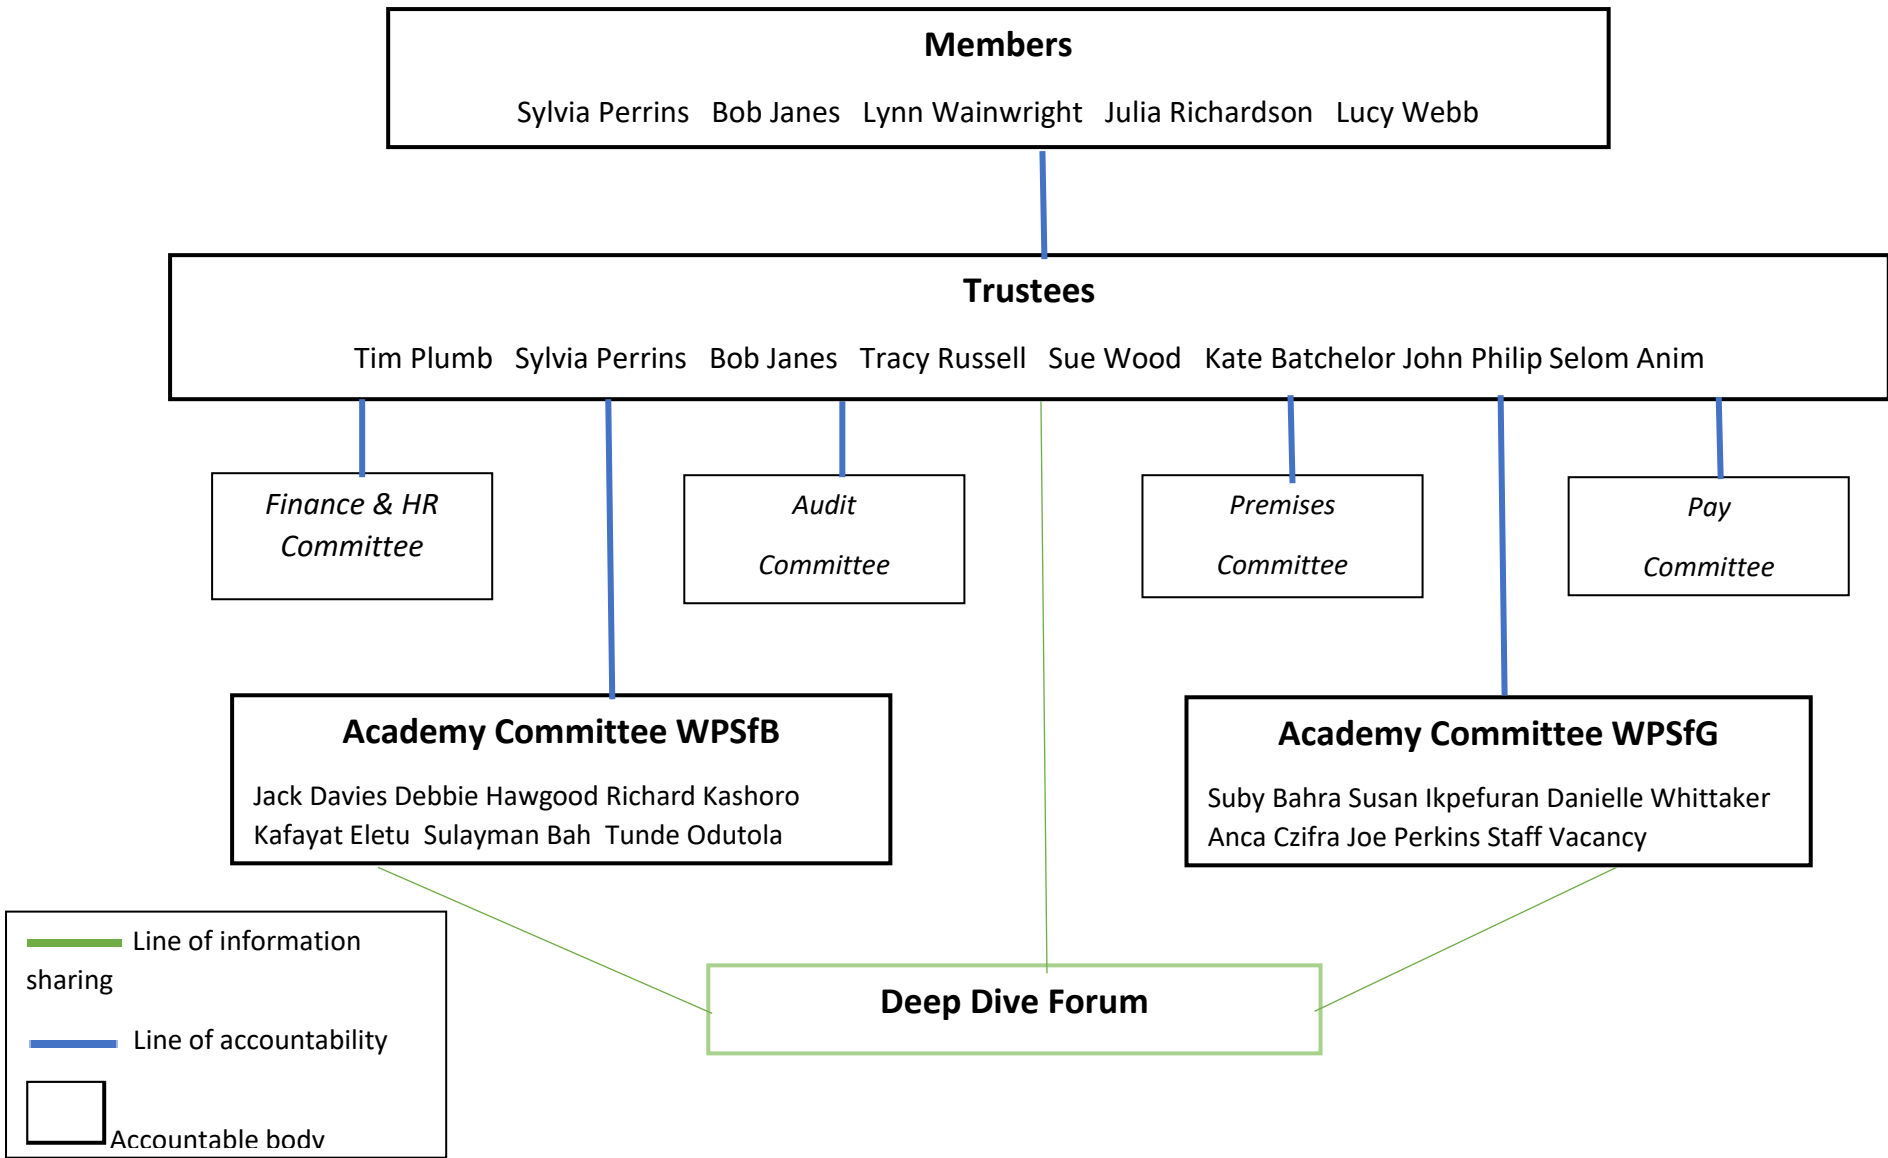 Members
Sylvia Perrins Bob Janes Lynn Wainwright Julia Richardson Lucy Webb
Trustees
Tim Plumb Sylvia Perrins Bob Janes Tracy Russell Sue Wood Kate Batchelor John Philip Selom Anim
Finance & HR
Committee
Audit
Committee
Premises
Committee
Pay
Committee
Academy Committee WPSfB
Jack Davies Debbie Hawgood Richard Kashoro
Kafayat Eletu Sulayman Bah Tunde Odutola
Academy Committee WPSfG
Suby Bahra Susan Ikpefuran Danielle Whittaker
Anca Czifra Joe Perkins Staff Vacancy
Line of information
sharing
Line of accountability
Accountable body
Deep Dive Forum